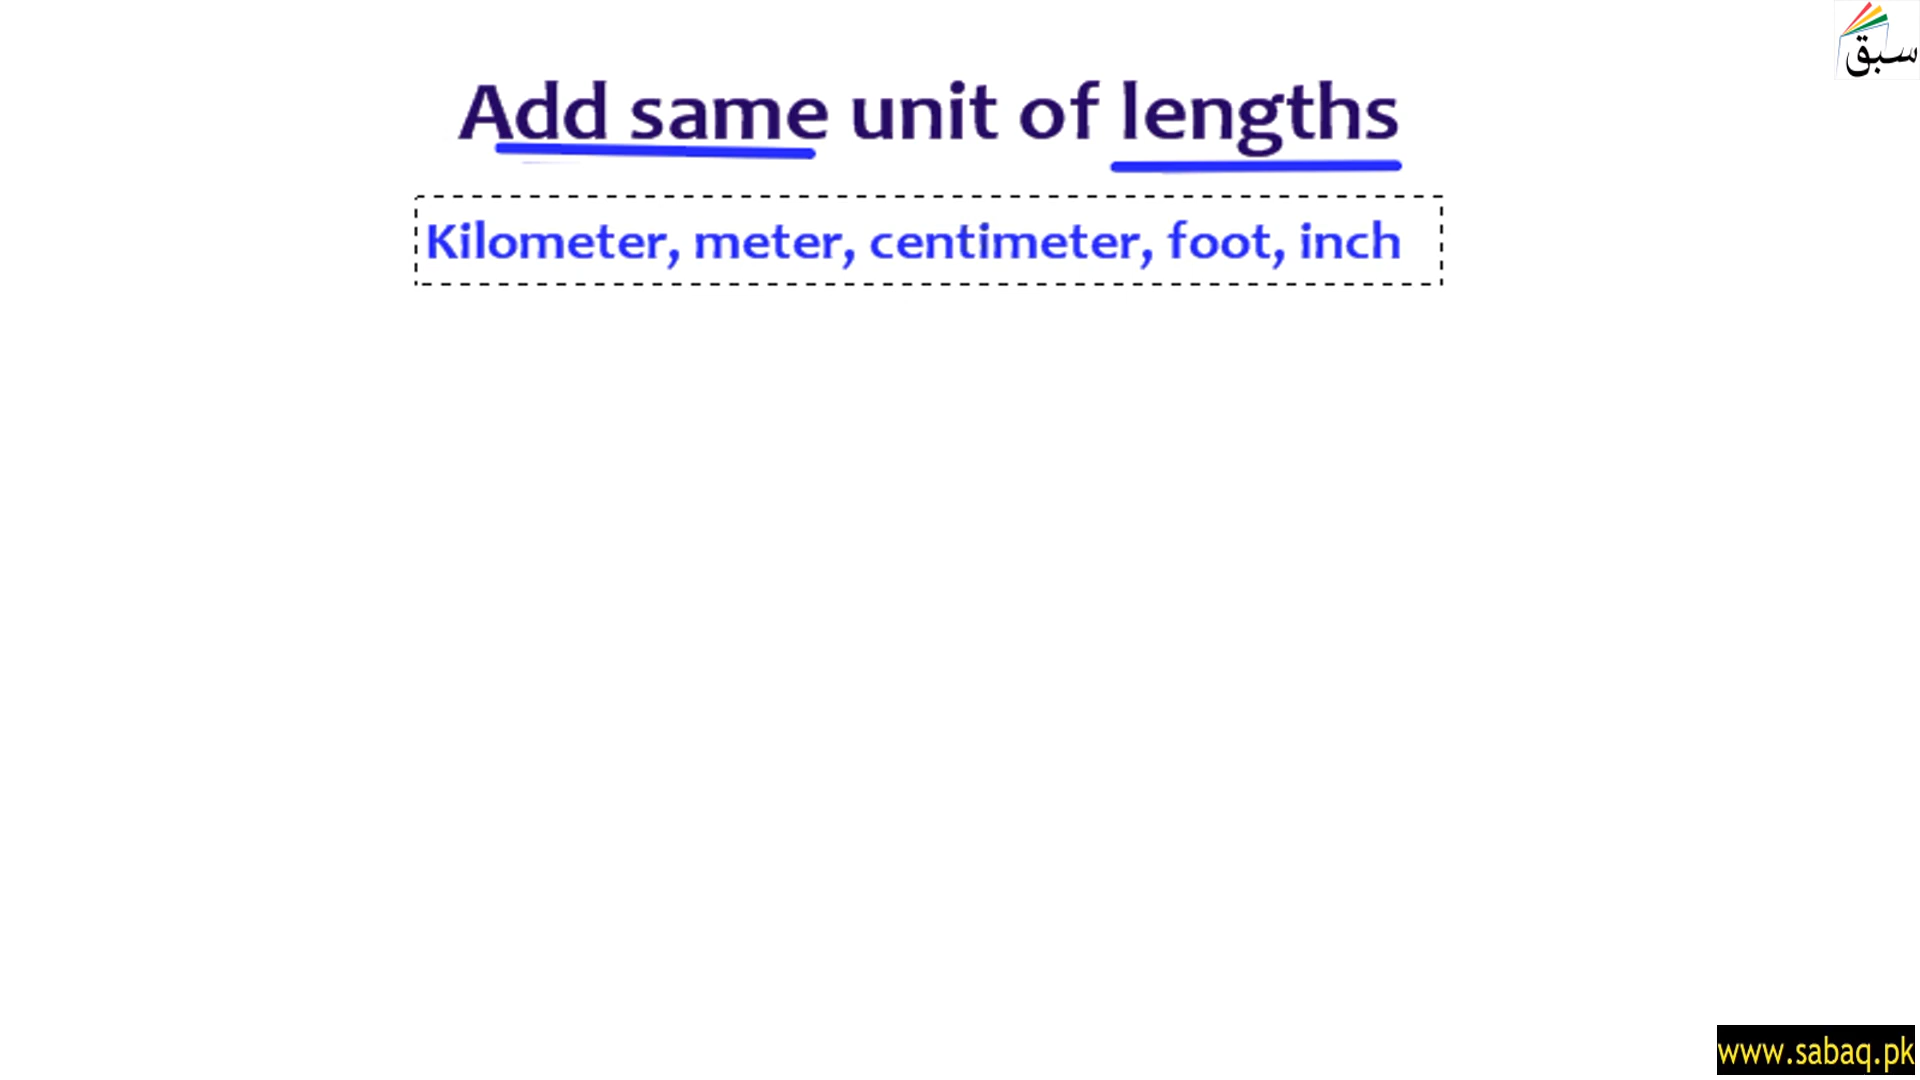 سبق
Add same unit of lengths
Kilometer, meter, centimeter, foot, inch
www.sabaq.pk